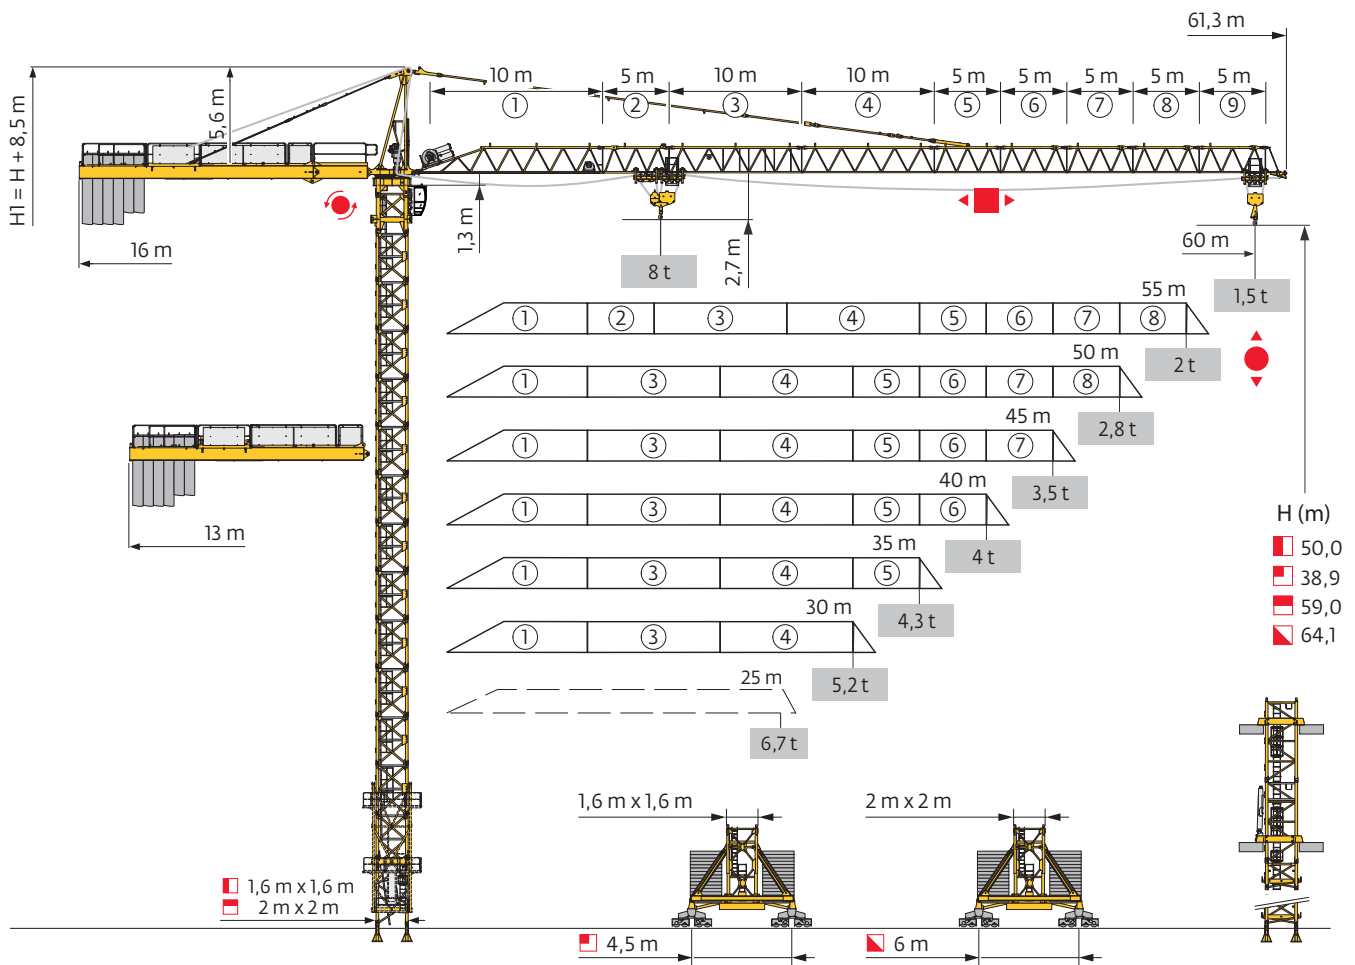 61,3 m
10 m 5 m 10 m 10 m 5 m 5 m 5 m 5 m 5 m
① ② ③ ④ ⑤ ⑥ ⑦ ⑧ ⑨
H1 = H + 8,5 m
5,6 m
1,3 m
2,7 m
16 m
60 m
8 t
1,5 t
55 m
① ② ③ ④ ⑤ ⑥ ⑦ ⑧
2 t
50 m
① ③ ④ ⑤ ⑥ ⑦ ⑧
2,8 t
45 m
① ③ ④ ⑤ ⑥ ⑦
3,5 t
40 m
① ③ ④ ⑤ ⑥
4 t
35 m
① ③ ④ ⑤
4,3 t
30 m
① ③ ④
5,2 t
25 m
6,7 t
13 m
H (m)
50,0
38,9
59,0
64,1
1,6 m x 1,6 m
2 m x 2 m
1,6 m x 1,6 m
2 m x 2 m
4,5 m
6 m